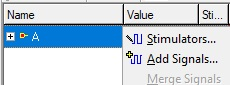 Name Value Sti...
A Stimulators...
Add Signals...
Merge Signals